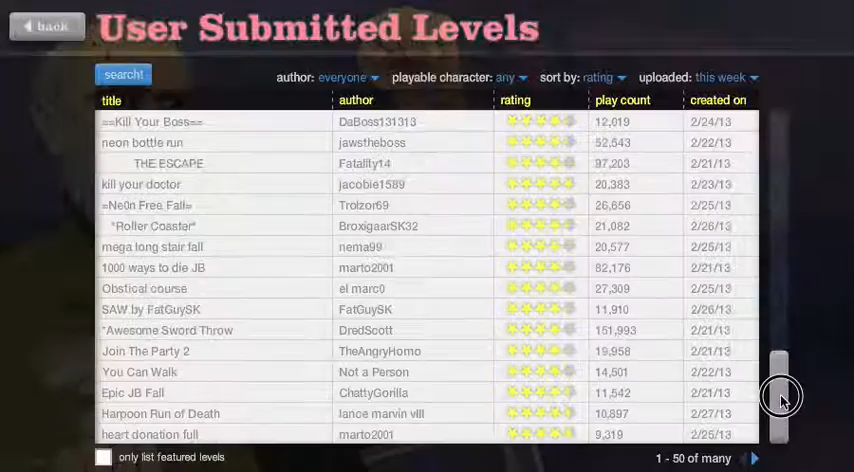 back User Submitted Levels
search! author: everyone playable character: any sort by: rating uploaded: this week
title author rating play count created on
==Kill Your Boss== DaBoss131313 12,019 2/24/13
neon bottle run jawstheboss 52,543 2/22/13
THE ESCAPE Fatality14 97,203 2/21/13
kill your doctor jacobie1589 20,383 2/23/13
=Ne0n Free Fall= Trolzor69 26,656 2/25/13
*Roller Coaster* BroxigaarSK32 21,082 2/26/13
mega long stair fall nema99 20,577 2/25/13
1000 ways to die JB marto2001 82,176 2/21/13
Obstical course el marc0 27,309 2/25/13
SAW by FatGuySK FatGuySK 11,910 2/26/13
*Awesome Sword Throw DredScott 151,993 2/21/13
Join The Party 2 TheAngryHomo 19,958 2/21/13
You Can Walk Not a Person 14,501 2/22/13
Epic JB Fall ChattyGorilla 11,542 2/21/13
Harpoon Run of Death lance marvin viii 10,897 2/27/13
heart donation full marto2001 9,319 2/25/13
only list featured levels 1 - 50 of many